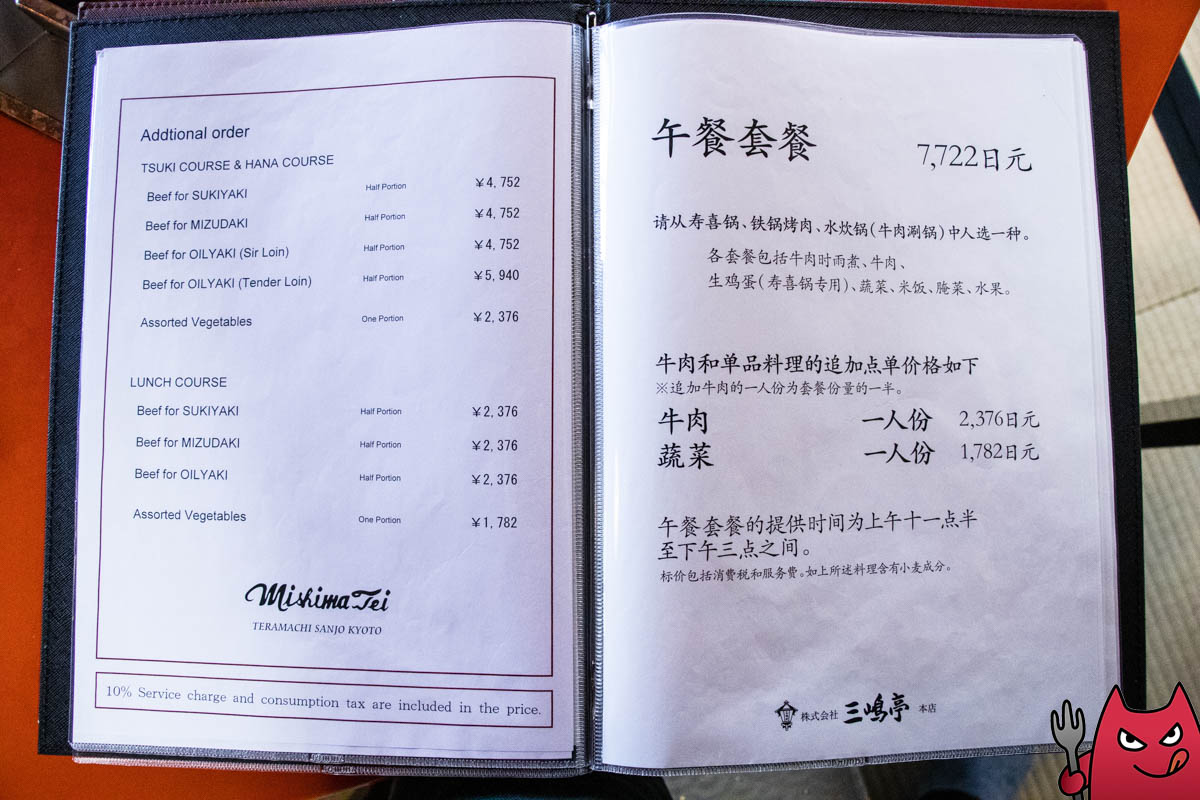 Addtional order
TSUKI COURSE & HANA COURSE
Beef for SUKIYAKI Half Portion ¥4,752
Beef for MIZUDAKI Half Portion ¥4,752
Beef for OILYAKI (Sir Loin) Half Portion ¥4,752
Beef for OILYAKI (Tender Loin) Half Portion ¥5,940
Assorted Vegetables One Portion ¥2,376
LUNCH COURSE
Beef for SUKIYAKI Half Portion ¥2,376
Beef for MIZUDAKI Half Portion ¥2,376
Beef for OILYAKI Half Portion ¥2,376
Assorted Vegetables One Portion ¥1,782
Mishima Tei
TERAMACHI SANJO KYOTO
10% Service charge and consumption tax are included in the price.
午餐套餐 7,722日元
请从寿喜锅、铁锅烤肉、水炊锅(牛肉涮锅)中人选一种。
各套餐包括牛肉时雨煮、牛肉、
生鸡蛋(寿喜锅专用)、蔬菜、米饭、腌菜、水果。
牛肉和单品料理的追加点单价格如下
※追加牛肉的一人份为套餐份量的一半。
牛肉 一人份 2,376日元
蔬菜 一人份 1,782日元
午餐套餐的提供时间为上午十一点半
至下午三点之间。
标价包括消费税和服务费。如上所述料理含有小麦成分。
株式会社 三嶋亭 本店